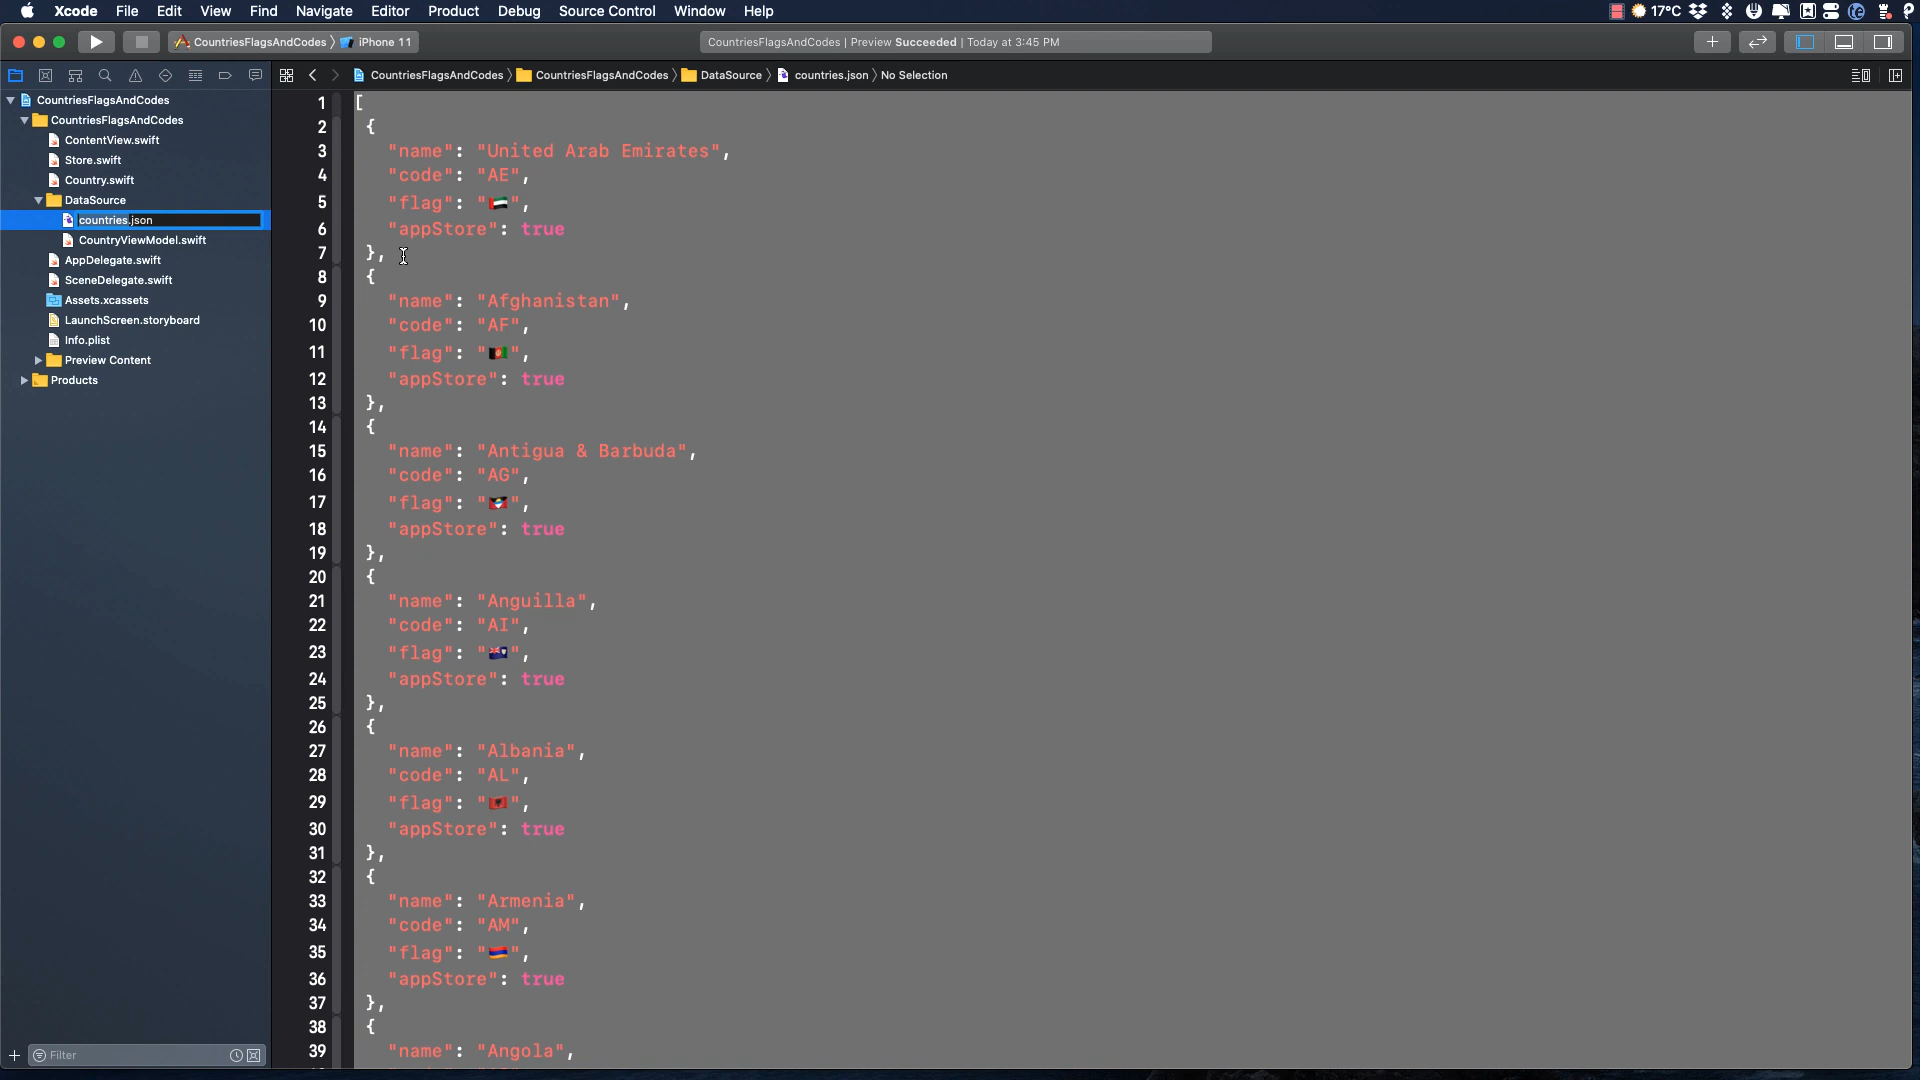 Xcode File Edit View Find Navigate Editor Product Debug Source Control Window Help 17°C
CountriesFlagsAndCodes iPhone 11 CountriesFlagsAndCodes | Preview Succeeded | Today at 3:45 PM
CountriesFlagsAndCodes CountriesFlagsAndCodes DataSource countries.json No Selection
CountriesFlagsAndCodes
CountriesFlagsAndCodes
ContentView.swift
Store.swift
Country.swift
DataSource
countries.json
CountryViewModel.swift
AppDelegate.swift
SceneDelegate.swift
Assets.xcassets
LaunchScreen.storyboard
Info.plist
Preview Content
Products
Filter
1 [
2 {
3 "name": "United Arab Emirates",
4 "code": "AE",
5 "flag": "🇦🇪",
6 "appStore": true
7 },
8 {
9 "name": "Afghanistan",
10 "code": "AF",
11 "flag": "🇦🇫",
12 "appStore": true
13 },
14 {
15 "name": "Antigua & Barbuda",
16 "code": "AG",
17 "flag": "🇦🇬",
18 "appStore": true
19 },
20 {
21 "name": "Anguilla",
22 "code": "AI",
23 "flag": "🇦🇮",
24 "appStore": true
25 },
26 {
27 "name": "Albania",
28 "code": "AL",
29 "flag": "🇦🇱",
30 "appStore": true
31 },
32 {
33 "name": "Armenia",
34 "code": "AM",
35 "flag": "🇦🇲",
36 "appStore": true
37 },
38 {
39 "name": "Angola",